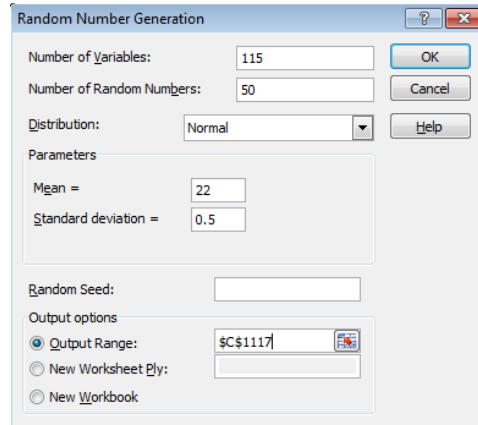 Random Number Generation
Number of Variables: 115 OK
Number of Random Numbers: 50 Cancel
Distribution: Normal Help
Parameters
Mean = 22
Standard deviation = 0.5
Random Seed:
Output options
Output Range: $C$1117
New Worksheet Ply:
New Workbook